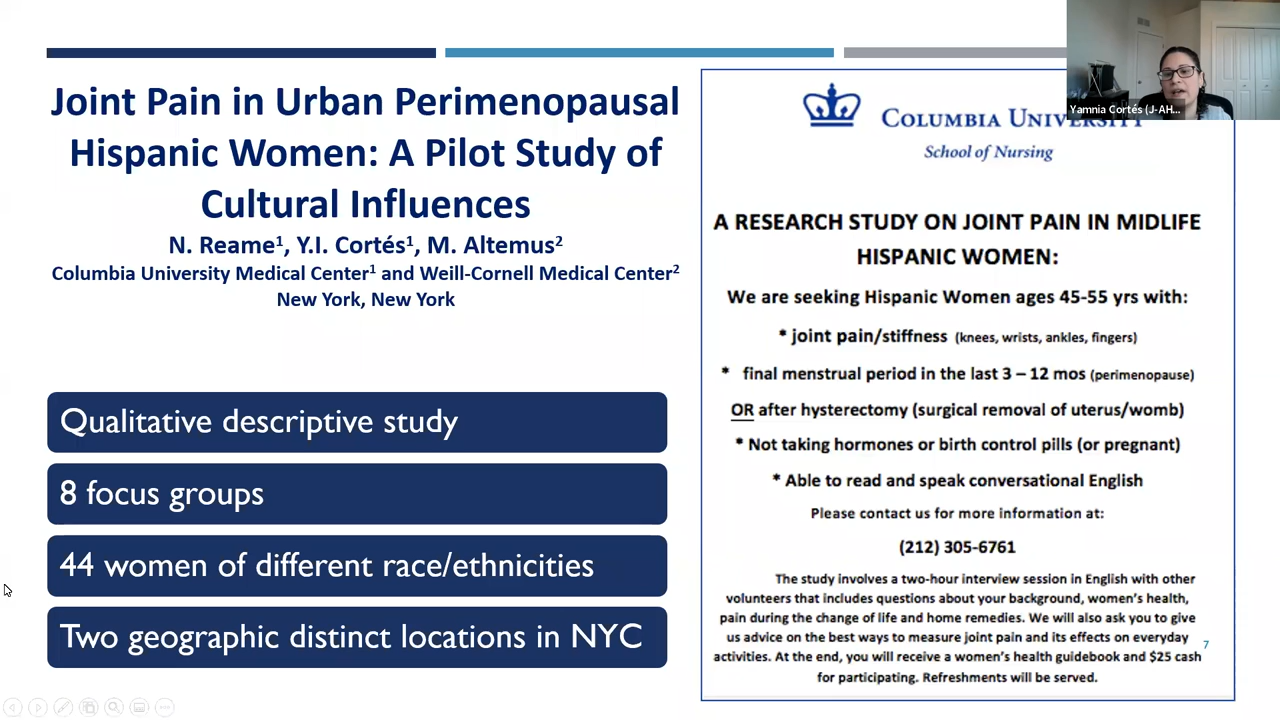 Joint Pain in Urban Perimenopausal
Hispanic Women: A Pilot Study of
Cultural Influences
N. Reame¹, Y.I. Cortés¹, M. Altemus²
Columbia University Medical Center¹ and Weill-Cornell Medical Center²
New York, New York
Qualitative descriptive study
8 focus groups
44 women of different race/ethnicities
Two geographic distinct locations in NYC
Yamnia Cortés (J-AH...
COLUMBIA UNIVERSITY
School of Nursing
A RESEARCH STUDY ON JOINT PAIN IN MIDLIFE
HISPANIC WOMEN:
We are seeking Hispanic Women ages 45-55 yrs with:
* joint pain/stiffness (knees, wrists, ankles, fingers)
* final menstrual period in the last 3 – 12 mos (perimenopause)
OR after hysterectomy (surgical removal of uterus/womb)
* Not taking hormones or birth control pills (or pregnant)
* Able to read and speak conversational English
Please contact us for more information at:
(212) 305-6761
The study involves a two-hour interview session in English with other
volunteers that includes questions about your background, women's health,
pain during the change of life and home remedies. We will also ask you to give
us advice on the best ways to measure joint pain and its effects on everyday
activities. At the end, you will receive a women's health guidebook and $25 cash
for participating. Refreshments will be served.
7